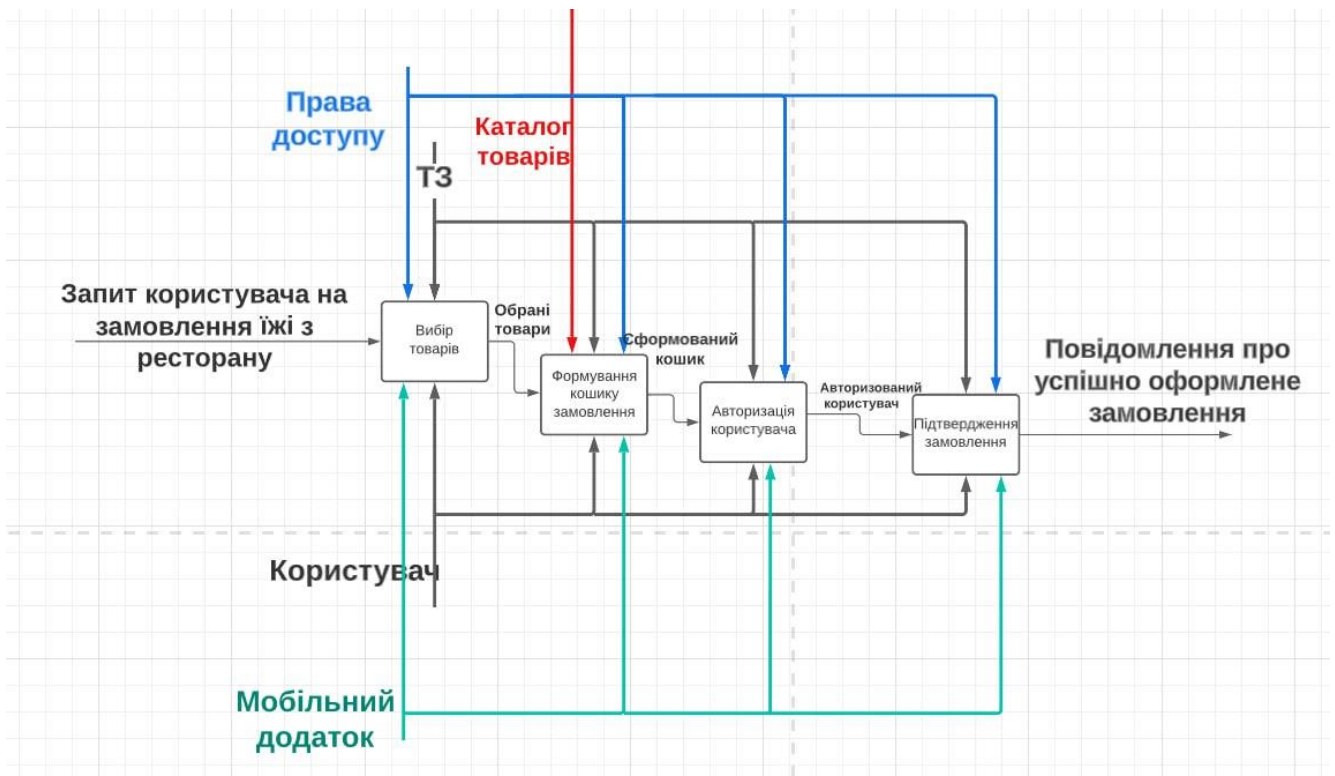 Права
доступу
Каталог
товарів
ТЗ
Запит користувача на
замовлення їжі з
ресторану
Вибір
товарів
Обрані
товари
Формування
кошику
замовлення
Сформований
кошик
Авторизація
користувача
Авторизований
користувач
Підтвердження
замовлення
Повідомлення про
успішно оформлене
замовлення
Користувач
Мобільний
додаток